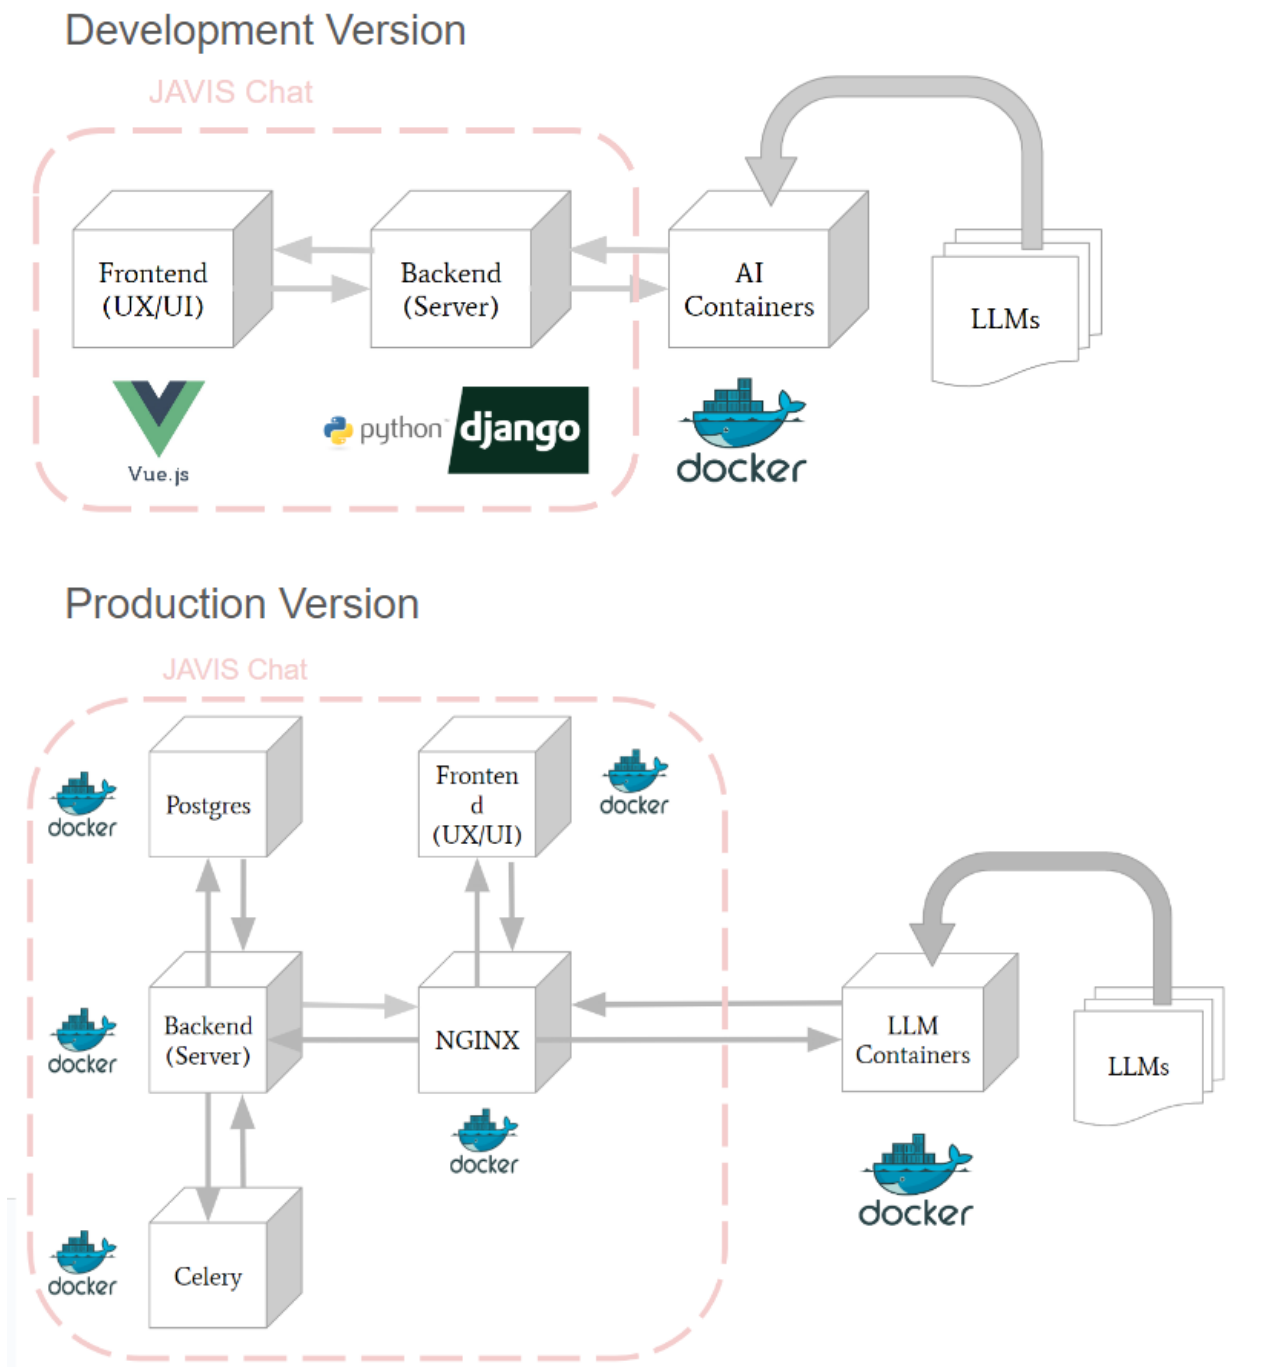 Development Version
JAVIS Chat
Frontend
(UX/UI)
Backend
(Server)
AI
Containers
LLMs
Vue.js
python
django
docker
Production Version
JAVIS Chat
docker
Postgres
Fronten
d
(UX/UI)
docker
docker
Backend
(Server)
NGINX
docker
LLM
Containers
docker
LLMs
docker
Celery